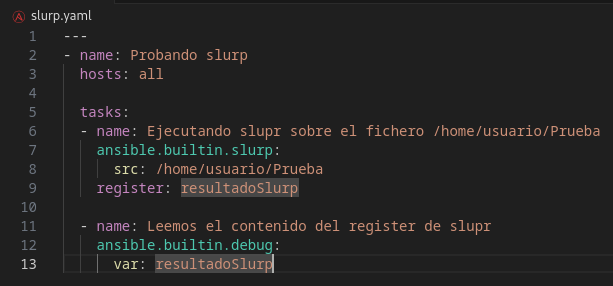 slurp.yaml
1 ---
2 - name: Probando slurp
3 hosts: all
4
5 tasks:
6 - name: Ejecutando slupr sobre el fichero /home/usuario/Prueba
7 ansible.builtin.slurp:
8 src: /home/usuario/Prueba
9 register: resultadoSlurp
10
11 - name: Leemos el contenido del register de slupr
12 ansible.builtin.debug:
13 var: resultadoSlurp